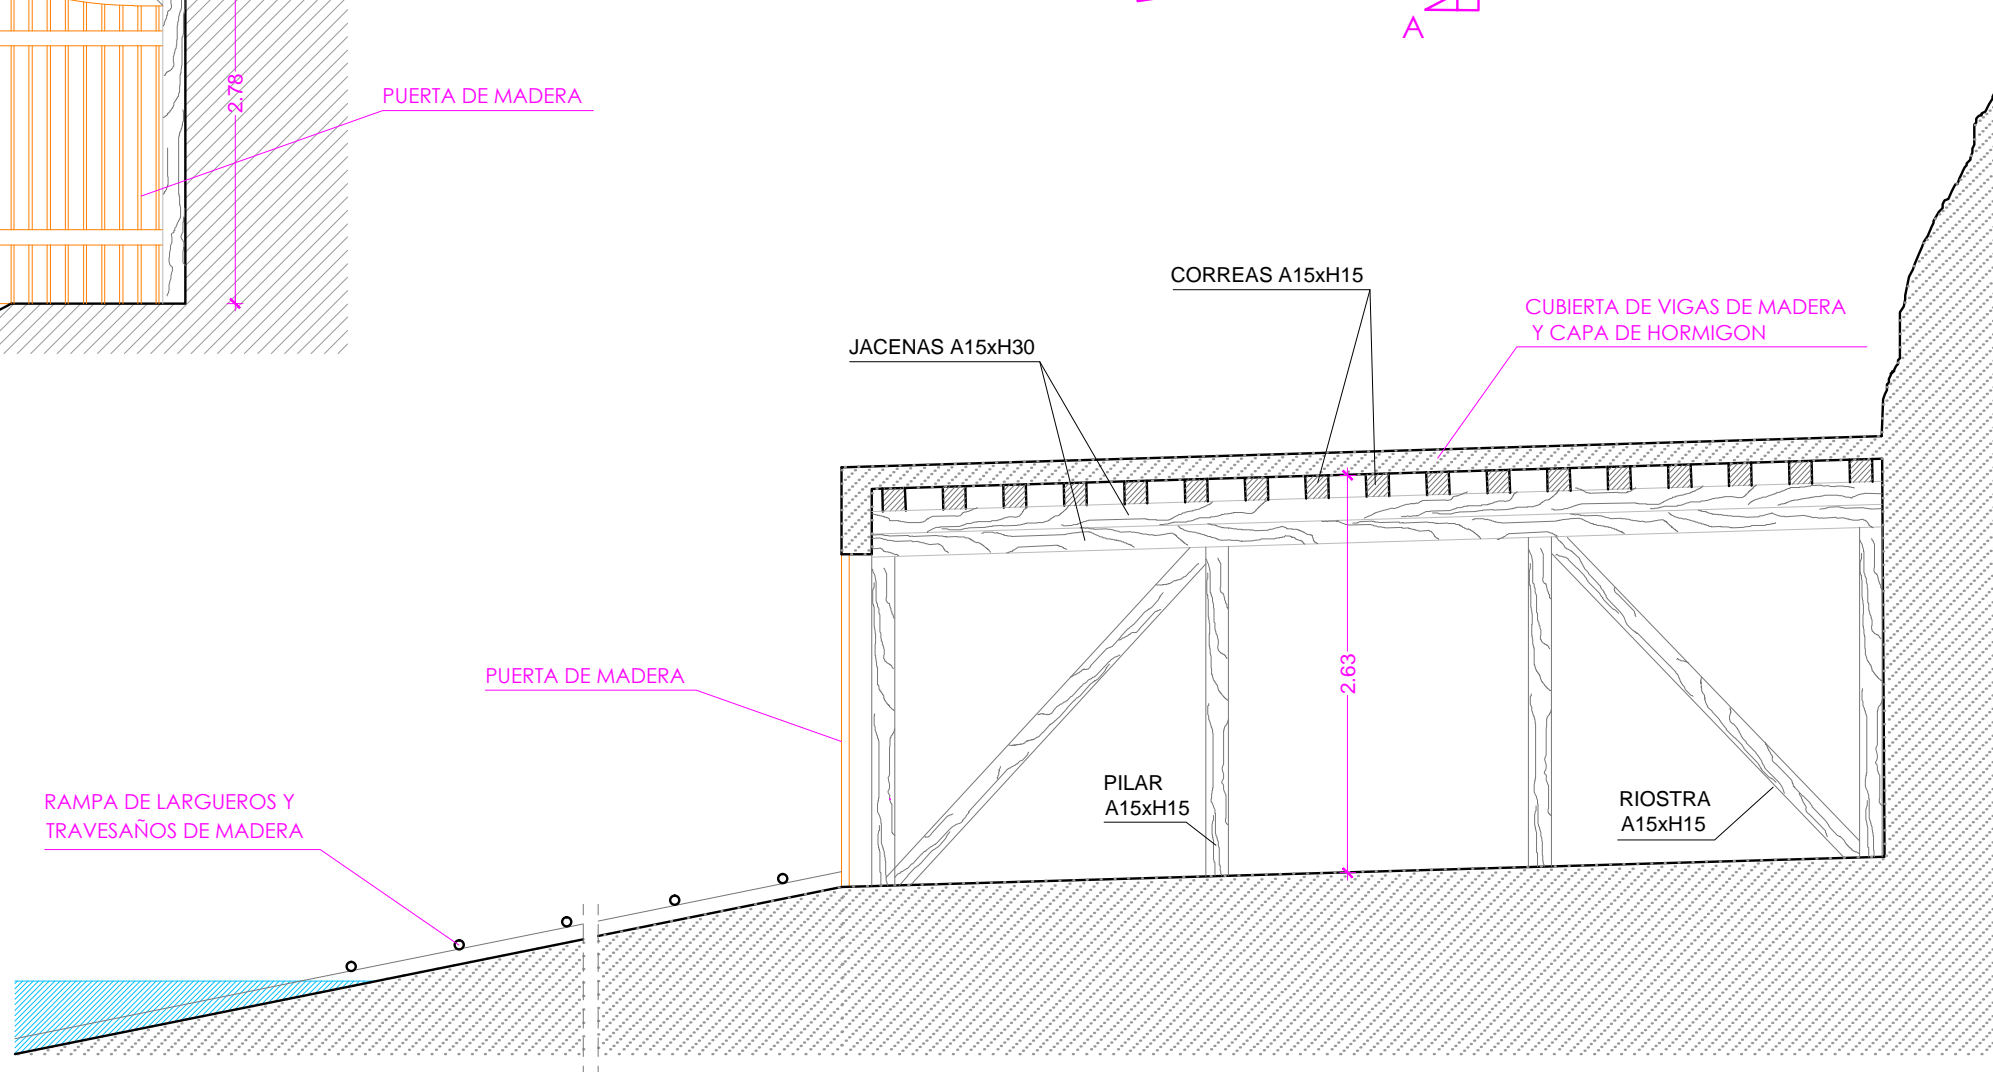 A
2.78
PUERTA DE MADERA
CORREAS A15xH15
CUBIERTA DE VIGAS DE MADERA
Y CAPA DE HORMIGON
JACENAS A15xH30
PUERTA DE MADERA
2.63
PILAR
A15xH15
RIOSTRA
A15xH15
RAMPA DE LARGUEROS Y
TRAVESAÑOS DE MADERA